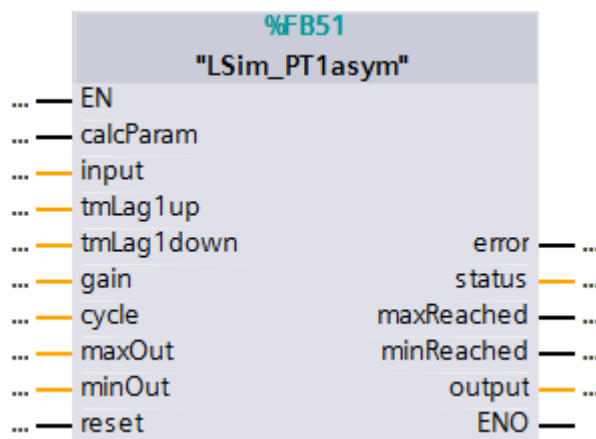 %FB51
"LSim_PT1asym"
... EN
... calcParam
... input
... tmLag1up
... tmLag1down error ...
... gain status ...
... cycle maxReached ...
... maxOut minReached ...
... minOut output ...
... reset ENO